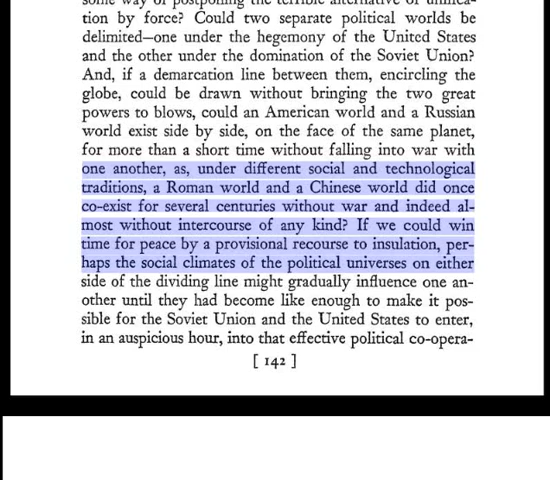 some way of postponing the terrible alternative of unifica-
tion by force? Could two separate political worlds be
delimited—one under the hegemony of the United States
and the other under the domination of the Soviet Union?
And, if a demarcation line between them, encircling the
globe, could be drawn without bringing the two great
powers to blows, could an American world and a Russian
world exist side by side, on the face of the same planet,
for more than a short time without falling into war with
one another, as, under different social and technological
traditions, a Roman world and a Chinese world did once
co-exist for several centuries without war and indeed al-
most without intercourse of any kind? If we could win
time for peace by a provisional recourse to insulation, per-
haps the social climates of the political universes on either
side of the dividing line might gradually influence one an-
other until they had become like enough to make it pos-
sible for the Soviet Union and the United States to enter,
in an auspicious hour, into that effective political co-opera-
[ 142 ]